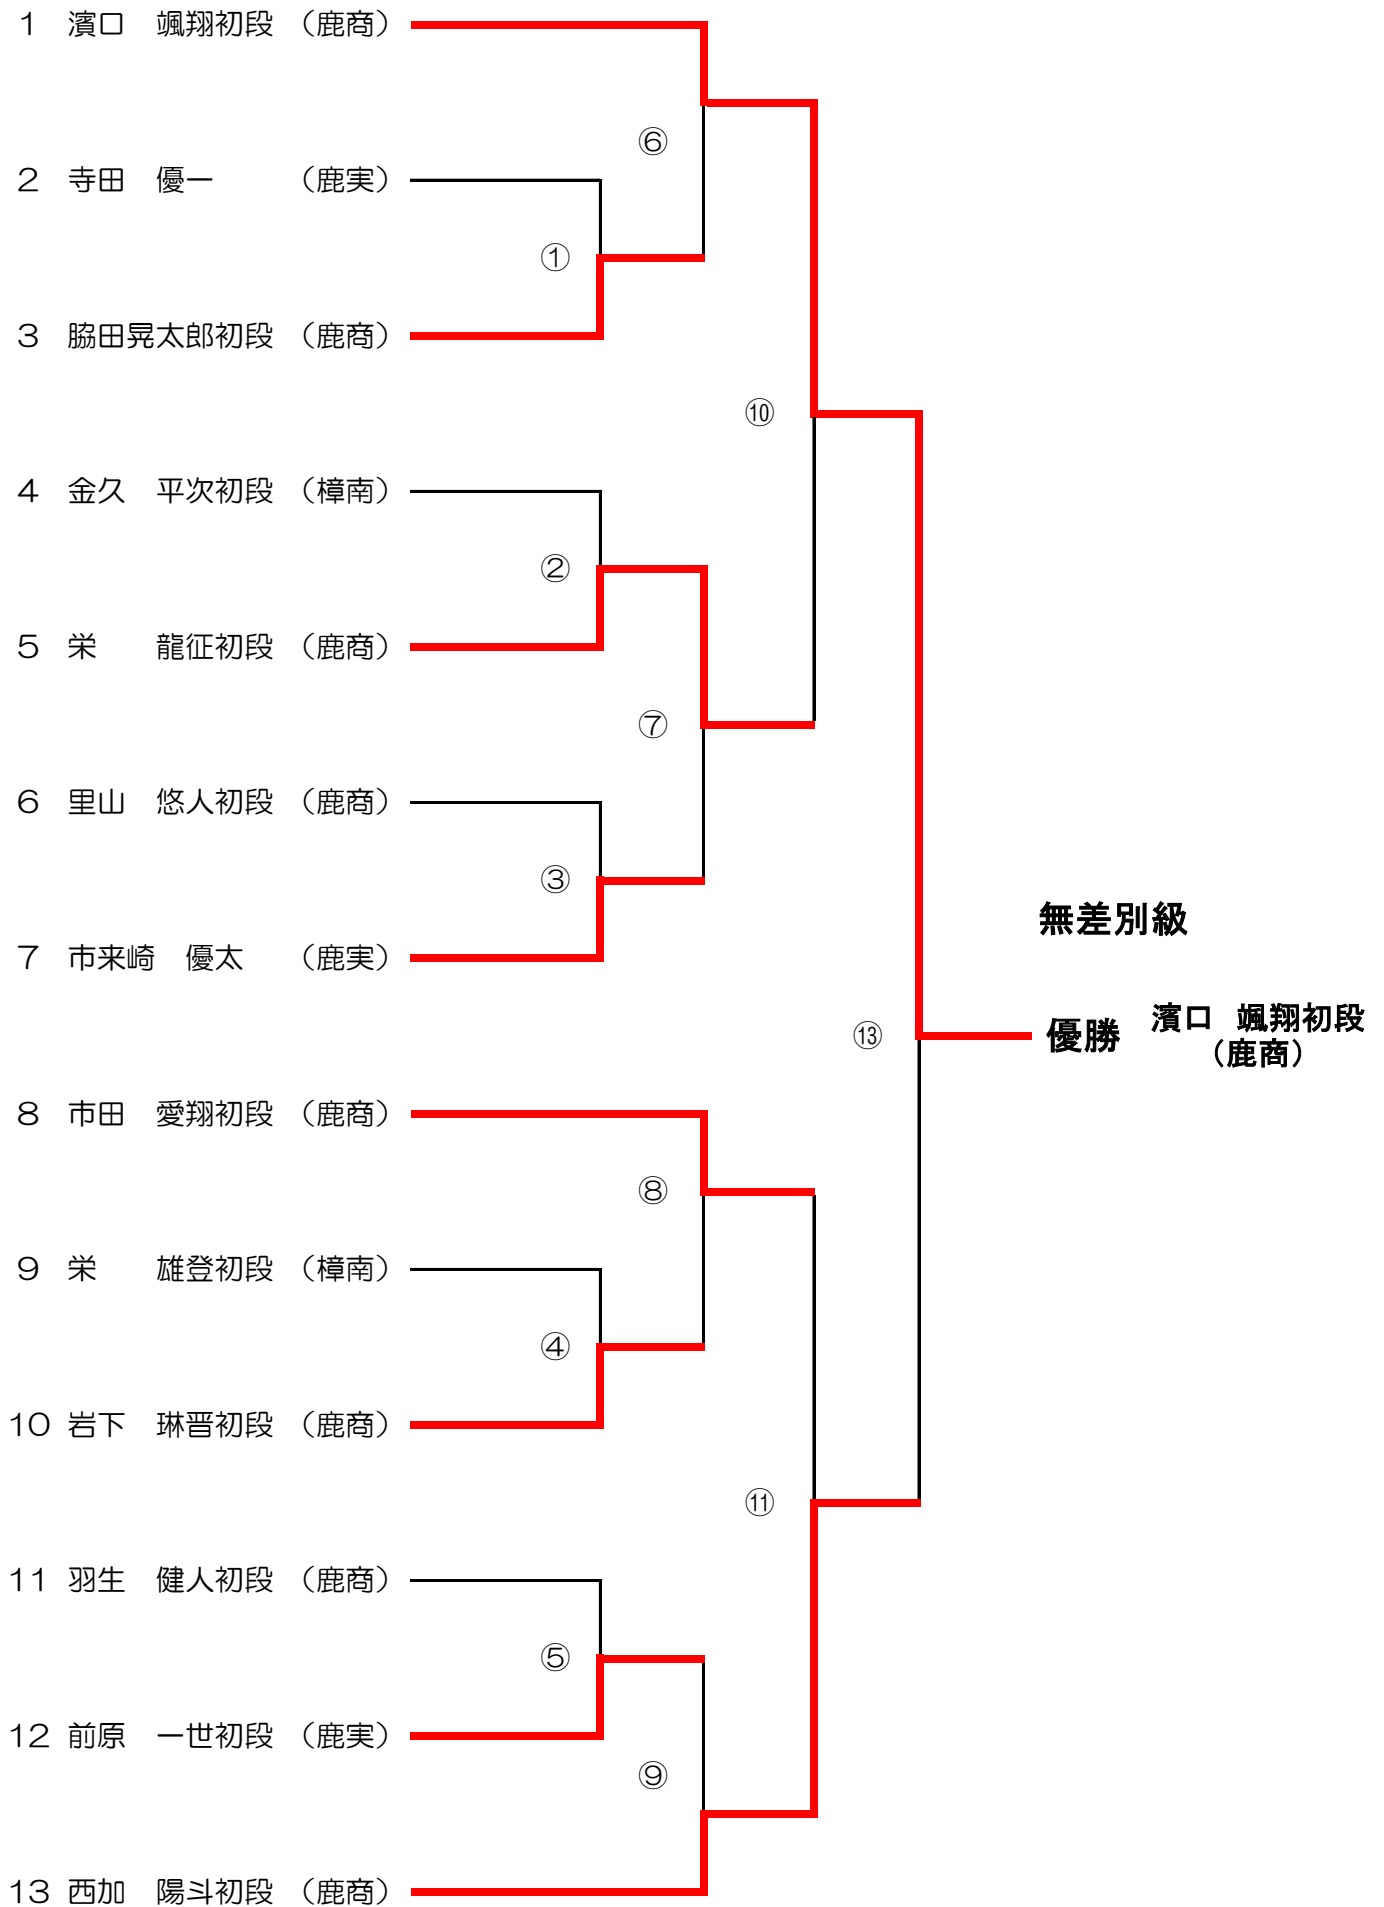 1 濱口 颯翔初段 （鹿商）
⑥
2 寺田 優一 （鹿実）
①
3 脇田晃太郎初段 （鹿商）
⑩
4 金久 平次初段 （樟南）
②
5 栄 龍征初段 （鹿商）
⑦
6 里山 悠人初段 （鹿商）
③
無差別級
7 市来崎 優太 （鹿実）
⑬
優勝 濱口 颯翔初段
（鹿商）
8 市田 愛翔初段 （鹿商）
⑧
9 栄 雄登初段 （樟南）
④
10 岩下 琳晋初段 （鹿商）
⑪
11 羽生 健人初段 （鹿商）
⑤
12 前原 一世初段 （鹿実）
⑨
13 西加 陽斗初段 （鹿商）